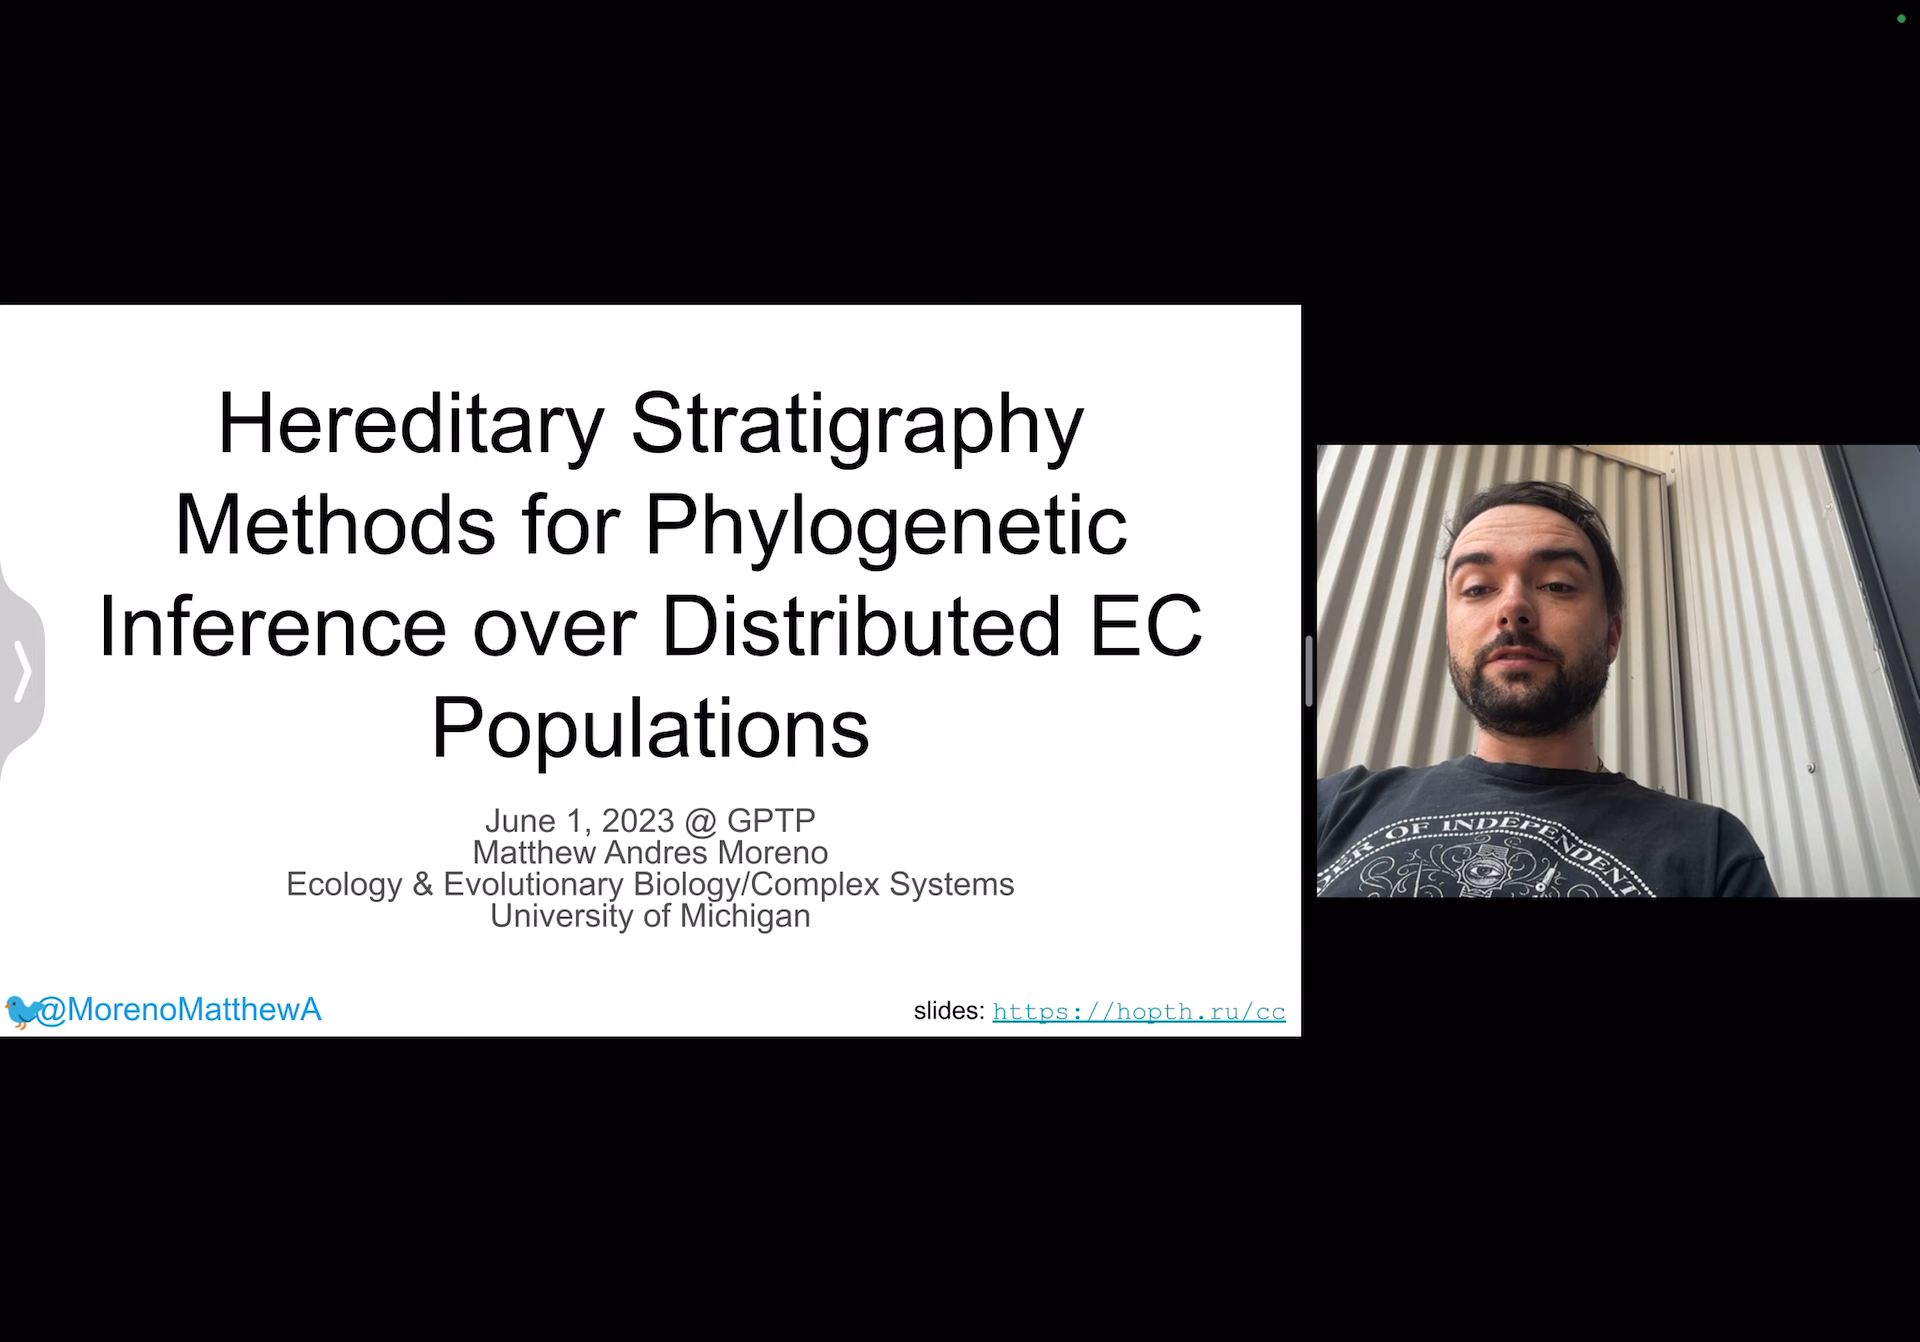 Hereditary Stratigraphy
Methods for Phylogenetic
Inference over Distributed EC
Populations
June 1, 2023 @ GPTP
Matthew Andres Moreno
Ecology & Evolutionary Biology/Complex Systems
University of Michigan
@MorenoMatthewA
slides: https://hopth.ru/cc
OF INDEPENDENT